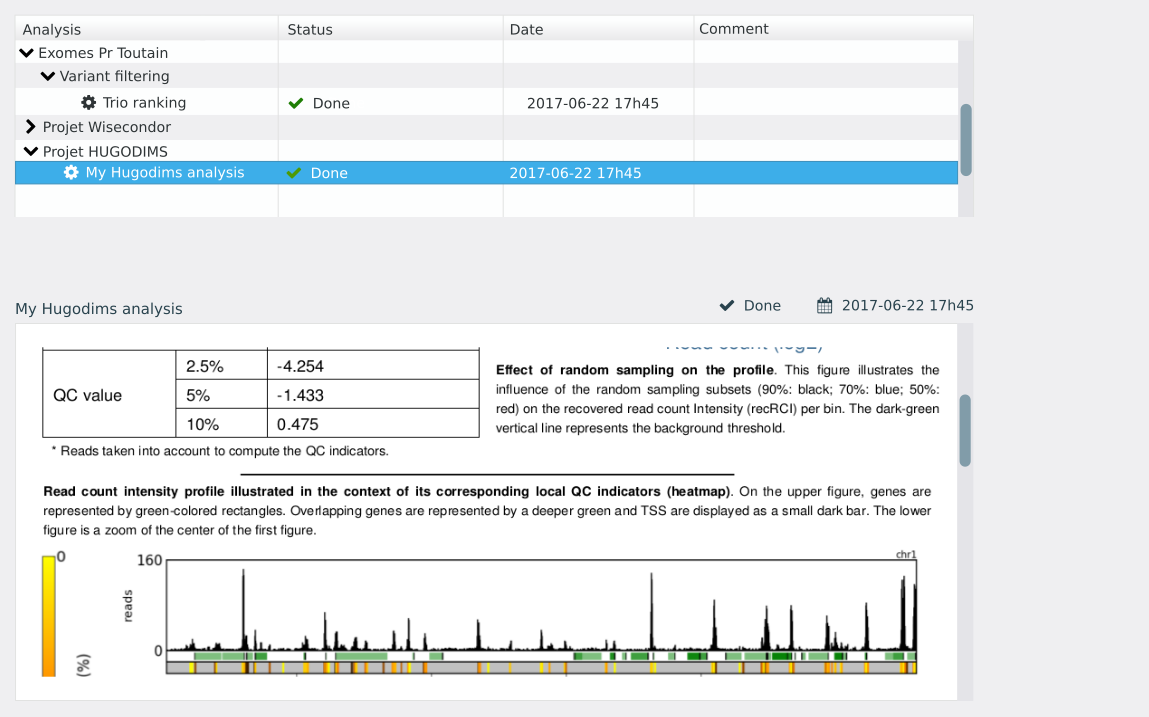 Analysis Status Date Comment
Exomes Pr Toutain
Variant filtering
Trio ranking Done 2017-06-22 17h45
Projet Wisecondor
Projet HUGODIMS
My Hugodims analysis Done 2017-06-22 17h45
My Hugodims analysis Done 2017-06-22 17h45
Read count (log2)
QC value
2.5% -4.254
5% -1.433
10% 0.475
* Reads taken into account to compute the QC indicators.
Effect of random sampling on the profile. This figure illustrates the
influence of the random sampling subsets (90%: black; 70%: blue; 50%:
red) on the recovered read count Intensity (recRCI) per bin. The dark-green
vertical line represents the background threshold.
Read count intensity profile illustrated in the context of its corresponding local QC indicators (heatmap). On the upper figure, genes are
represented by green-colored rectangles. Overlapping genes are represented by a deeper green and TSS are displayed as a small dark bar. The lower
figure is a zoom of the center of the first figure.
0
(%)
160
reads
0
chr1